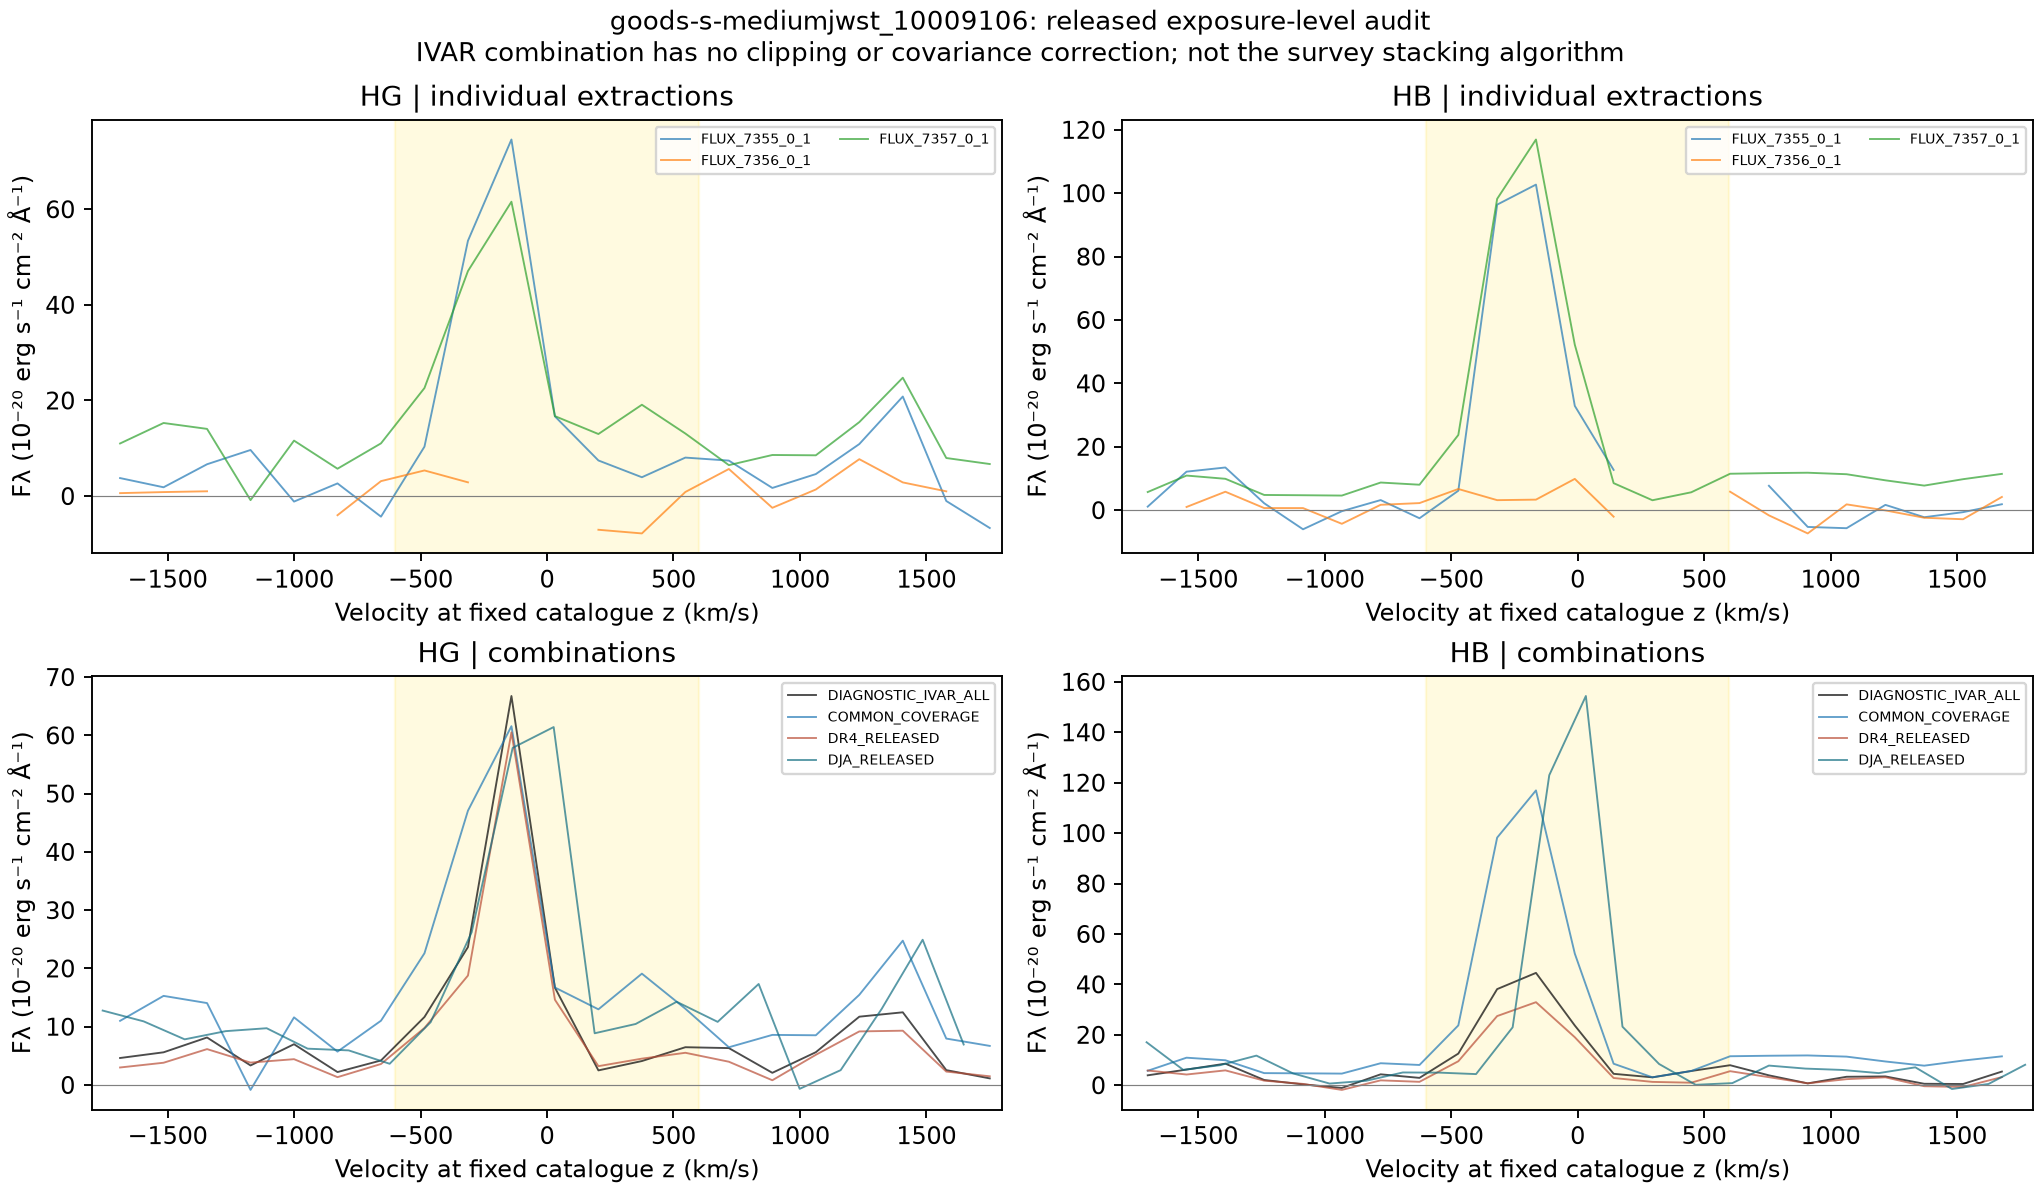 goods-s-mediumjwst_10009106: released exposure-level audit
IVAR combination has no clipping or covariance correction; not the survey stacking algorithm
HG | individual extractions
FLUX_7355_0_1
FLUX_7356_0_1
FLUX_7357_0_1
Fλ (10⁻²⁰ erg s⁻¹ cm⁻² Å⁻¹)
60
40
20
0
−1500 −1000 −500 0 500 1000 1500
Velocity at fixed catalogue z (km/s)
HB | individual extractions
FLUX_7355_0_1
FLUX_7356_0_1
FLUX_7357_0_1
Fλ (10⁻²⁰ erg s⁻¹ cm⁻² Å⁻¹)
120
100
80
60
40
20
0
−1500 −1000 −500 0 500 1000 1500
Velocity at fixed catalogue z (km/s)
HG | combinations
DIAGNOSTIC_IVAR_ALL
COMMON_COVERAGE
DR4_RELEASED
DJA_RELEASED
Fλ (10⁻²⁰ erg s⁻¹ cm⁻² Å⁻¹)
70
60
50
40
30
20
10
0
−1500 −1000 −500 0 500 1000 1500
Velocity at fixed catalogue z (km/s)
HB | combinations
DIAGNOSTIC_IVAR_ALL
COMMON_COVERAGE
DR4_RELEASED
DJA_RELEASED
Fλ (10⁻²⁰ erg s⁻¹ cm⁻² Å⁻¹)
160
140
120
100
80
60
40
20
0
−1500 −1000 −500 0 500 1000 1500
Velocity at fixed catalogue z (km/s)